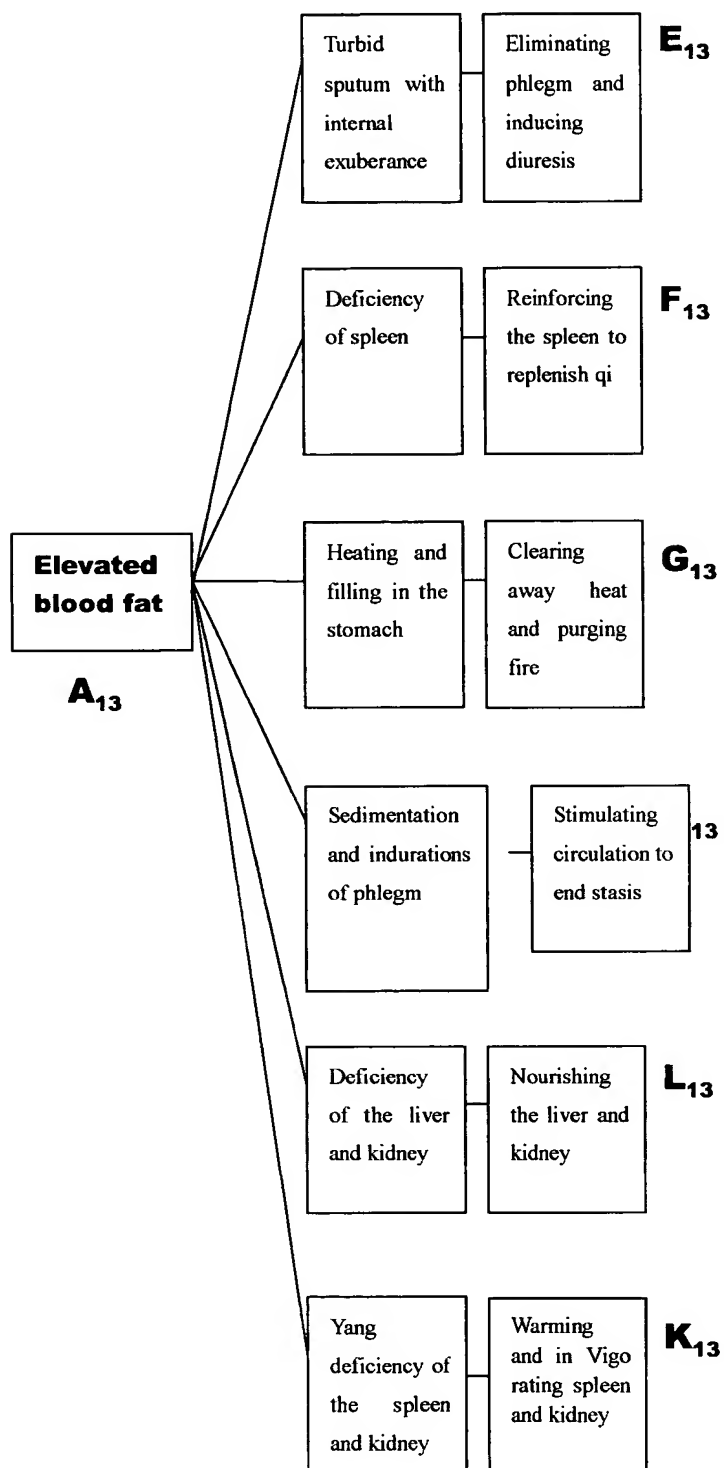 Turbid
sputum with
internal
exuberance
Eliminating
phlegm and
inducing
diuresis
E13
Deficiency
of spleen
Reinforcing
the spleen to
replenish qi
F13
Elevated
blood fat
A13
Heating and
filling in the
stomach
Clearing
away heat
and purging
fire
G13
Sedimentation
and indurations
of phlegm
Stimulating
circulation to
end stasis
13
Deficiency
of the liver
and kidney
Nourishing
the liver and
kidney
L13
Yang
deficiency of
the spleen
and kidney
Warming
and in Vigo
rating spleen
and kidney
K13